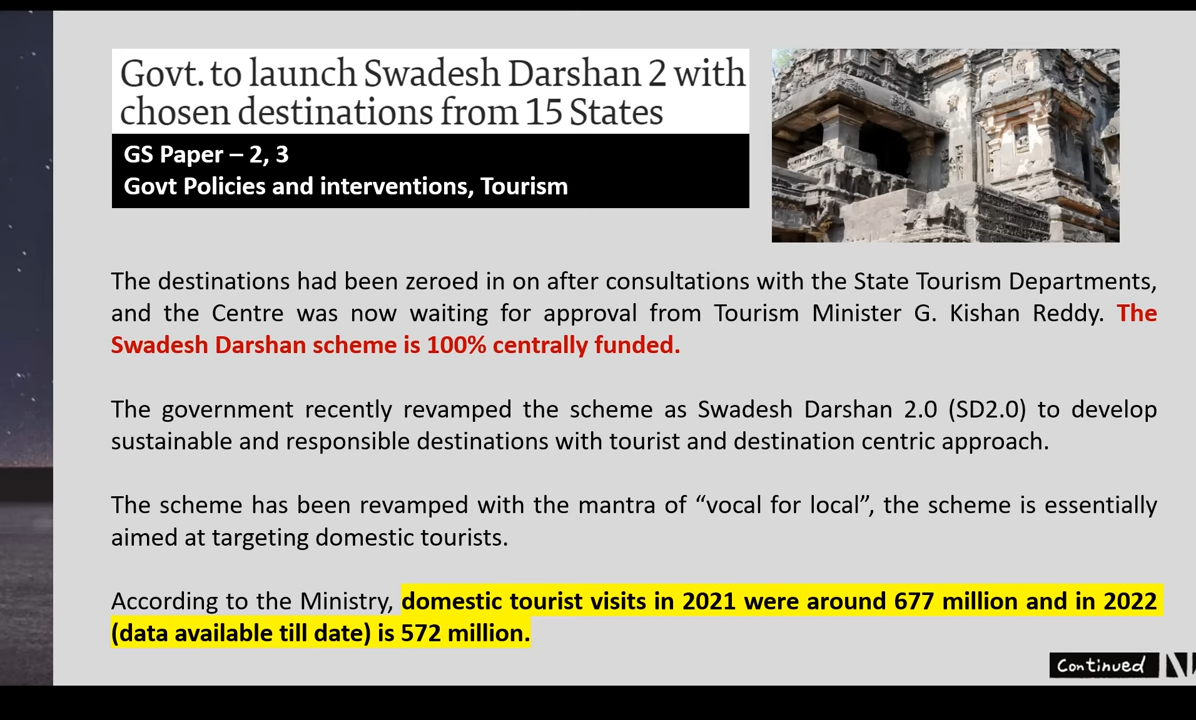 Govt. to launch Swadesh Darshan 2 with
chosen destinations from 15 States
GS Paper – 2, 3
Govt Policies and interventions, Tourism
The destinations had been zeroed in on after consultations with the State Tourism Departments,
and the Centre was now waiting for approval from Tourism Minister G. Kishan Reddy. The
Swadesh Darshan scheme is 100% centrally funded.
The government recently revamped the scheme as Swadesh Darshan 2.0 (SD2.0) to develop
sustainable and responsible destinations with tourist and destination centric approach.
The scheme has been revamped with the mantra of “vocal for local”, the scheme is essentially
aimed at targeting domestic tourists.
According to the Ministry, domestic tourist visits in 2021 were around 677 million and in 2022
(data available till date) is 572 million.
Continued